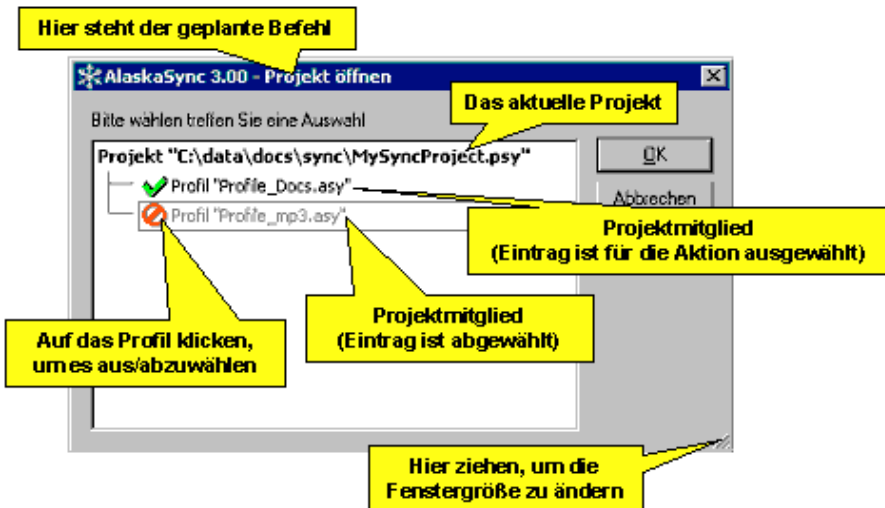 Hier steht der geplante Befehl
AlaskaSync 3.00 - Projekt öffnen
Das aktuelle Projekt
Bitte wählen treffen Sie eine Auswahl
Projekt "C:\data\docs\sync\MySyncProject.psy"
OK
Profil "Profile_Docs.asy"
Abbrechen
Profil "Profile_mp3.asy"
Projektmitglied
(Eintrag ist für die Aktion ausgewählt)
Projektmitglied
(Eintrag ist abgewählt)
Auf das Profil klicken,
um es aus/abzuwählen
Hier ziehen, um die
Fenstergröße zu ändern